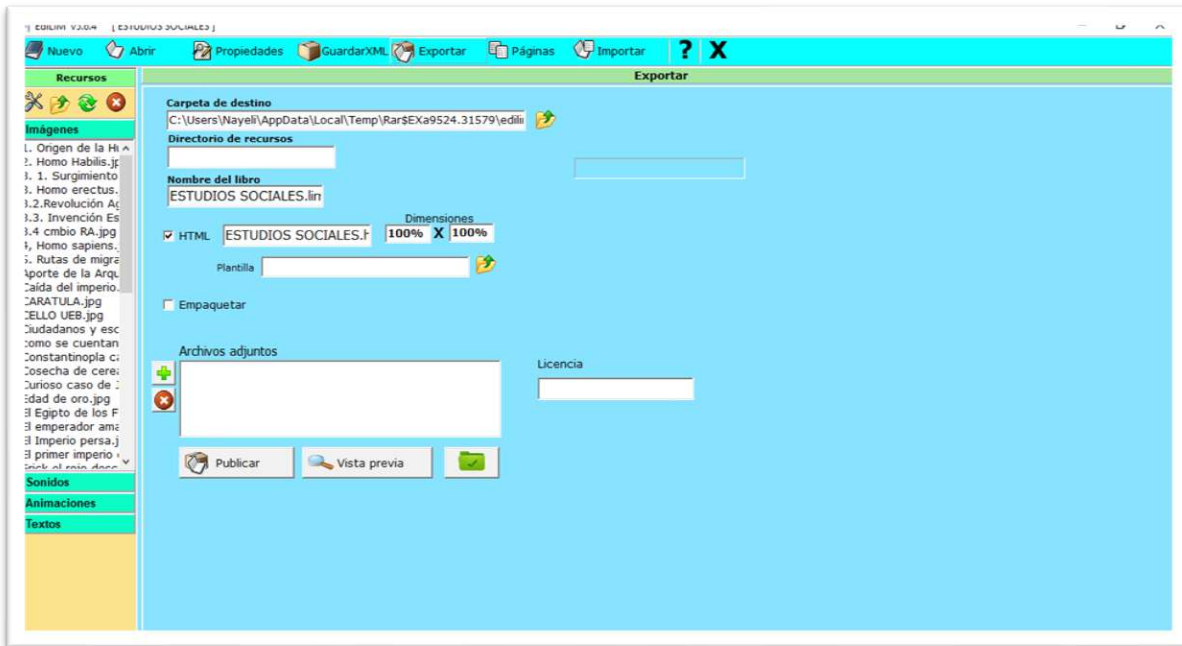 EdiLIM V3.0.4 [ ESTUDIOS SOCIALES ]
Nuevo Abrir Propiedades GuardarXML Exportar Páginas Importar ? X
Recursos
Exportar
Imágenes
1. Origen de la Hu
2. Homo Habilis.jp
3. 1. Surgimiento
3. Homo erectus.
3.2.Revolución Ag
3.3. Invención Es
3.4 cmbio RA.jpg
4, Homo sapiens.
5. Rutas de migra
Aporte de la Arqu
Caída del imperio.
CARATULA.jpg
CELLO UEB.jpg
Ciudadanos y esc
como se cuentan
Constantinopla ca
Cosecha de cerea
Curioso caso de
Edad de oro.jpg
El Egipto de los F
El emperador ama
El Imperio persa.j
El primer imperio
Sonidos
Animaciones
Textos
Carpeta de destino
C:\Users\Nayeli\AppData\Local\Temp\Rar$EXa9524.31579\edili
Directorio de recursos
Nombre del libro
ESTUDIOS SOCIALES.lim
Dimensiones
HTML ESTUDIOS SOCIALES.h 100% X 100%
Plantilla
Empaquetar
Archivos adjuntos
Licencia
Publicar Vista previa